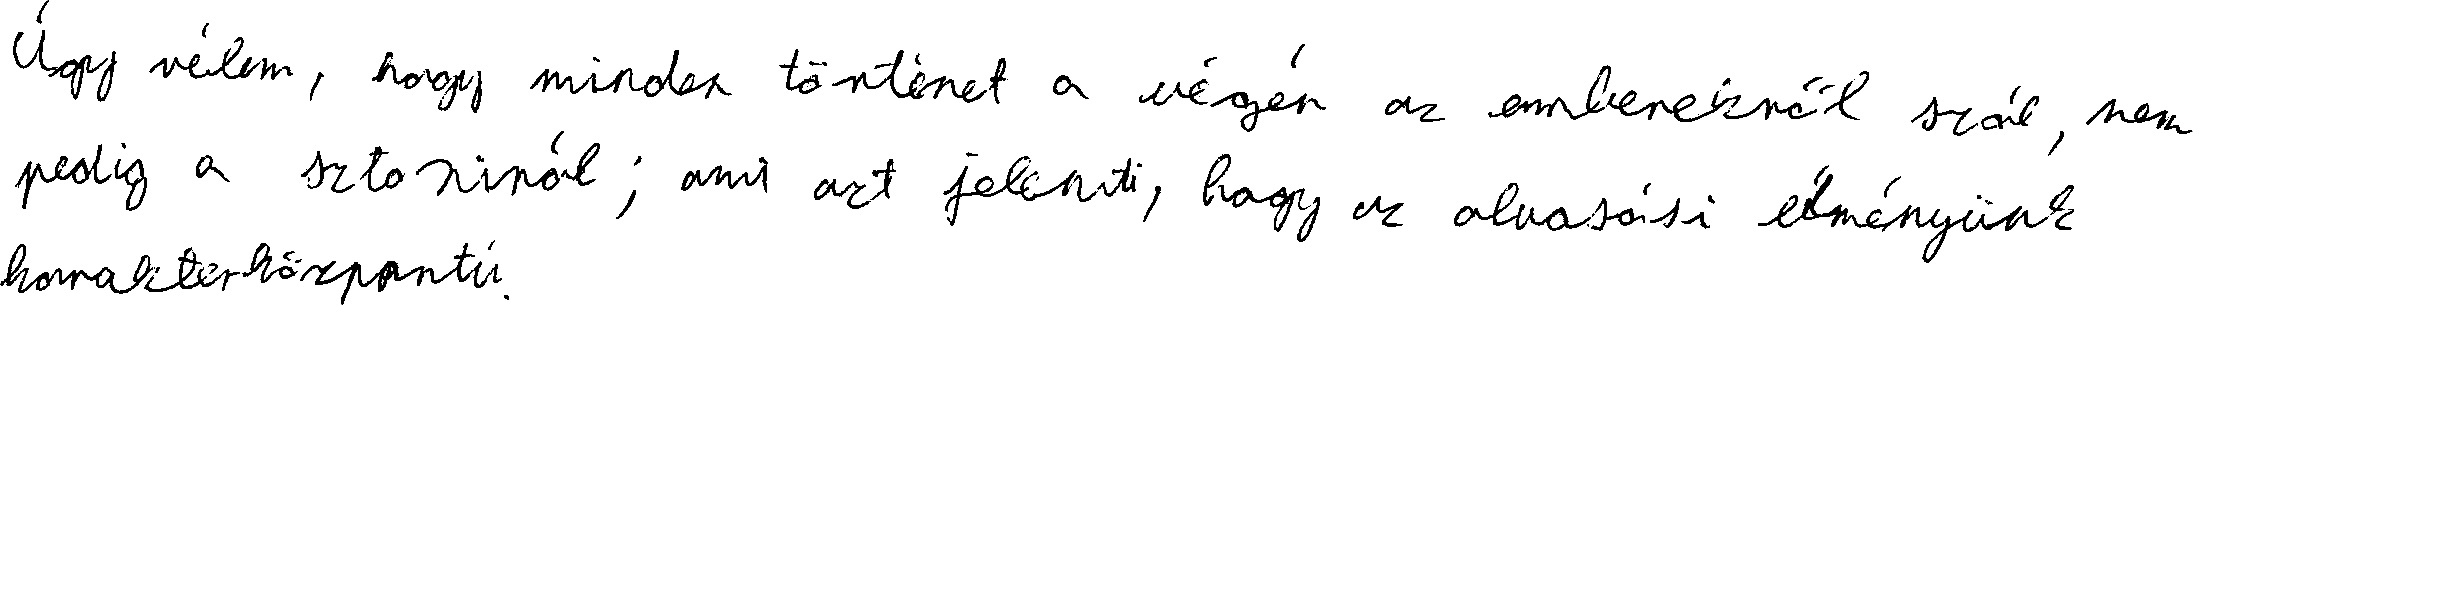 Úgy vélem, hogy minden történet a végén az emberekről szól, nem
pedig a sztoriról; ami azt jelenti, hogy az olvasási élményünk
karakterközpontú.